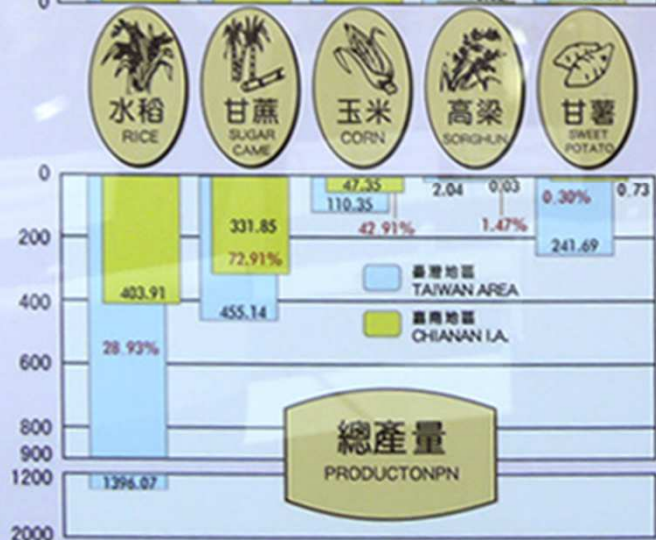 0
水稻
RICE
甘蔗
SUGAR
CAME
玉米
CORN
高粱
SORGHUN
甘薯
SWEET
POTATO
0
200
400
600
800
900
1200
2000
403.91
28.93%
1396.07
331.85
72.91%
455.14
47.35
110.35
42.91%
2.04
0.03
1.47%
0.30%
0.73
241.69
臺灣地區
TAIWAN AREA
嘉南地區
CHIANAN I.A.
總產量
PRODUCTONPN